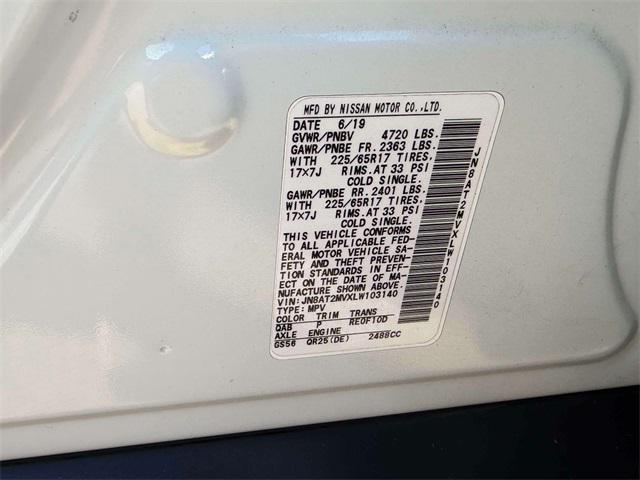 MFD BY NISSAN MOTOR CO.,LTD.
DATE 6/19
GVWR/PNBV 4720 LBS.
GAWR/PNBE FR. 2363 LBS.
WITH 225/65R17 TIRES,
17×7J RIMS.AT 33 PSI
COLD SINGLE.
GAWR/PNBE RR. 2401 LBS.
WITH 225/65R17 TIRES,
17×7J RIMS.AT 33 PSI
COLD SINGLE.
THIS VEHICLE CONFORMS
TO ALL APPLICABLE FED-
ERAL MOTOR VEHICLE SA-
FETY AND THEFT PREVEN-
TION STANDARDS IN EFF-
ECT ON THE DATE OF MA-
NUFACTURE SHOWN ABOVE.
VIN:JN8AT2MVXLW103140
TYPE:MPV
COLOR TRIM TRANS
QAB P RE0F10D
AXLE ENGINE
GS56 QR25(DE) 2488CC
JN8AT2MVXLW103140